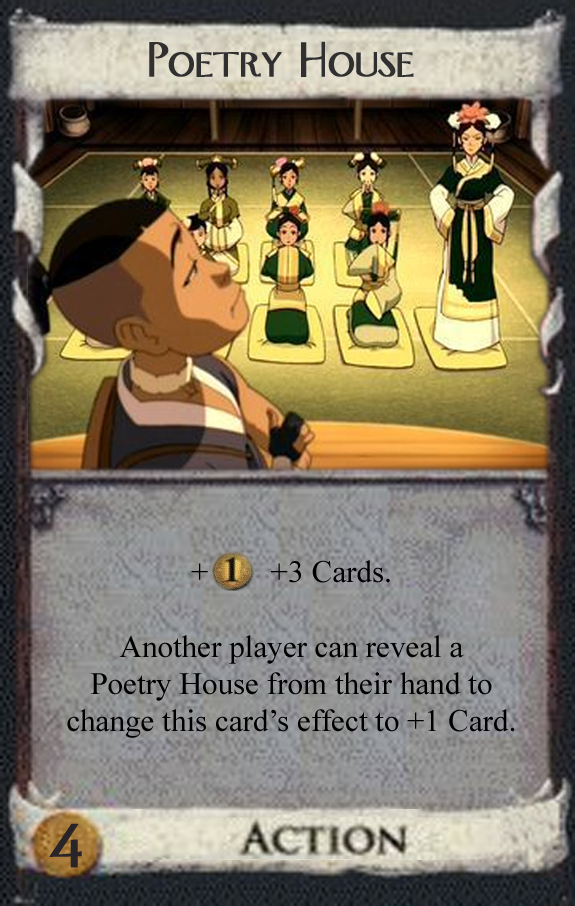 POETRY HOUSE
+ 1 +3 Cards.
Another player can reveal a
Poetry House from their hand to
change this card's effect to +1 Card.
4 ACTION